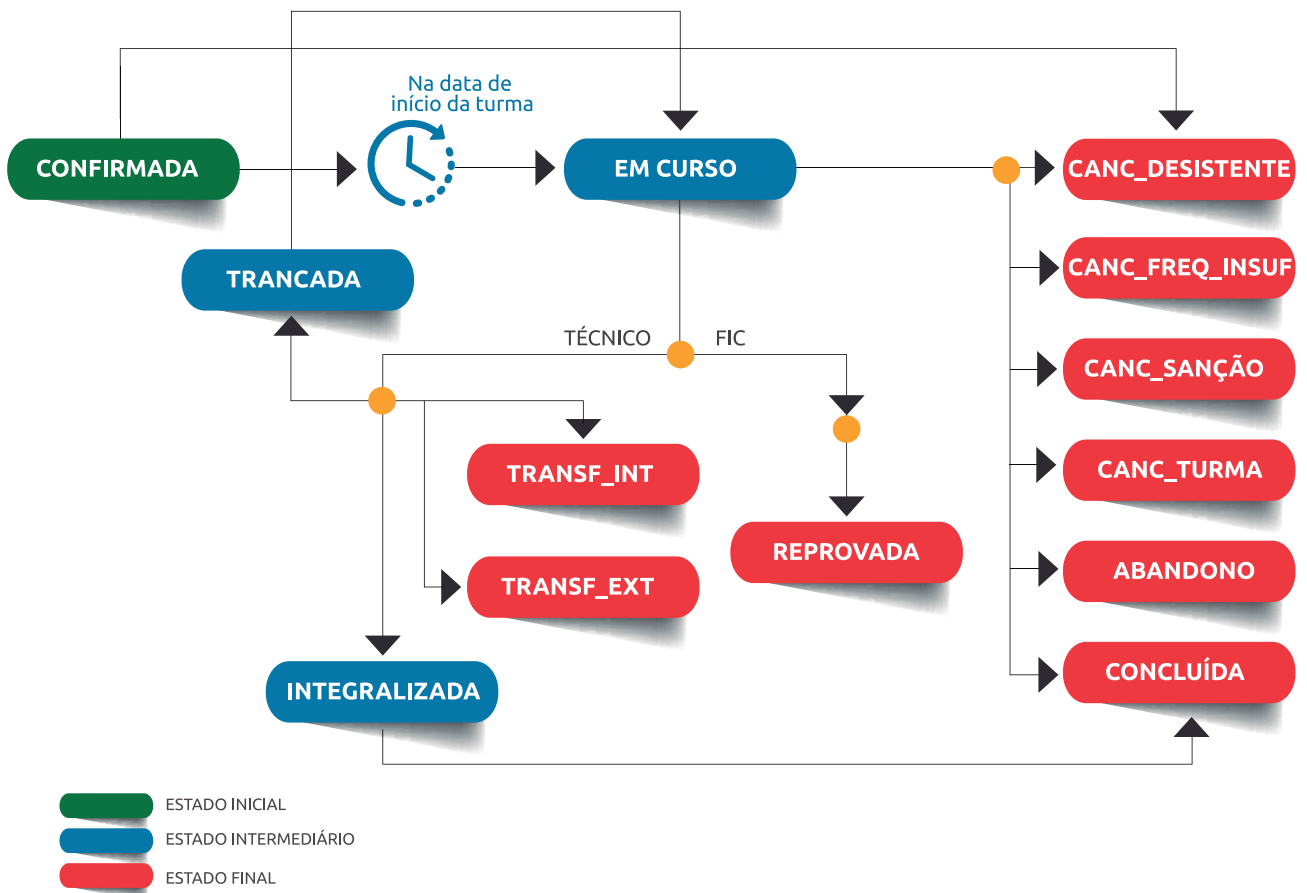 Na data de
início da turma
CONFIRMADA
EM CURSO
CANC_DESISTENTE
TRANCADA
CANC_FREQ_INSUF
TÉCNICO
FIC
CANC_SANÇÃO
TRANSF_INT
CANC_TURMA
REPROVADA
TRANSF_EXT
ABANDONO
INTEGRALIZADA
CONCLUÍDA
ESTADO INICIAL
ESTADO INTERMEDIÁRIO
ESTADO FINAL